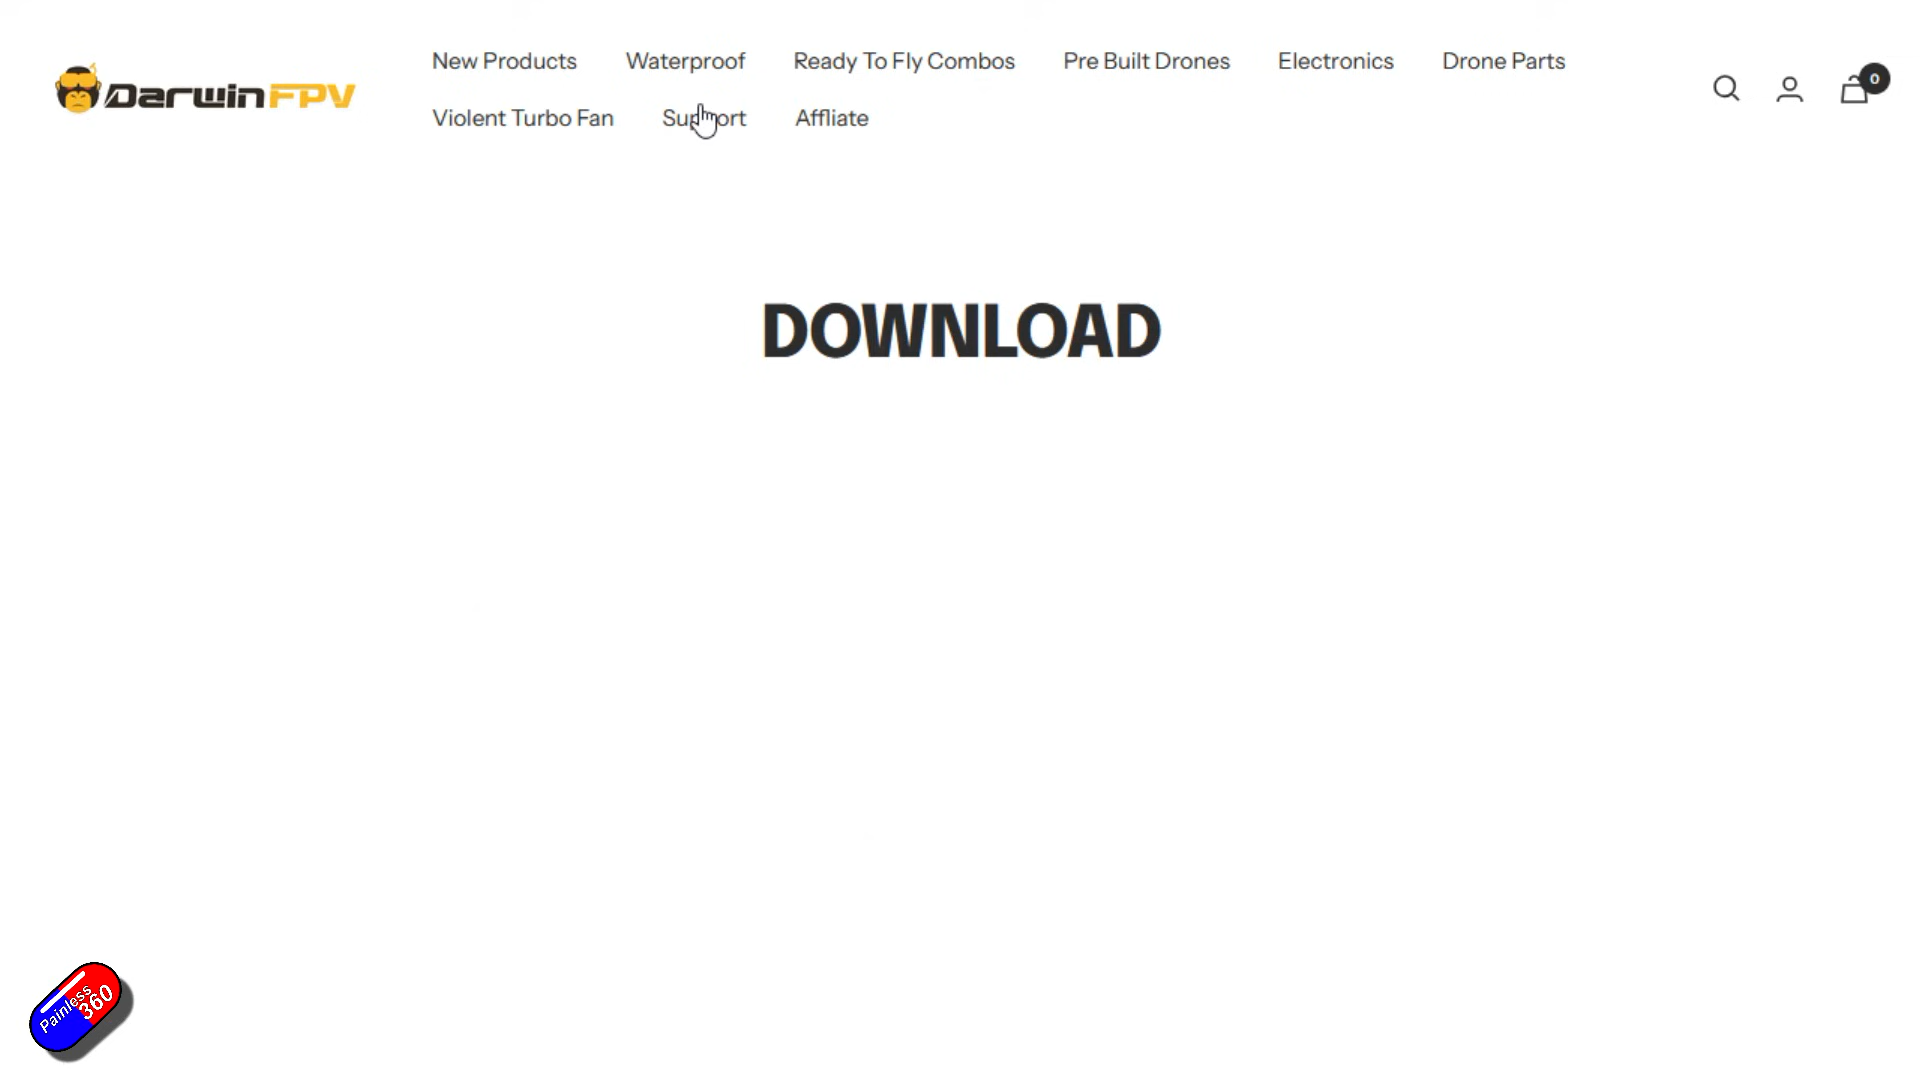 DarwinFPV
New Products Waterproof Ready To Fly Combos Pre Built Drones Electronics Drone Parts
Violent Turbo Fan Support Affliate
0
DOWNLOAD
Painless
360